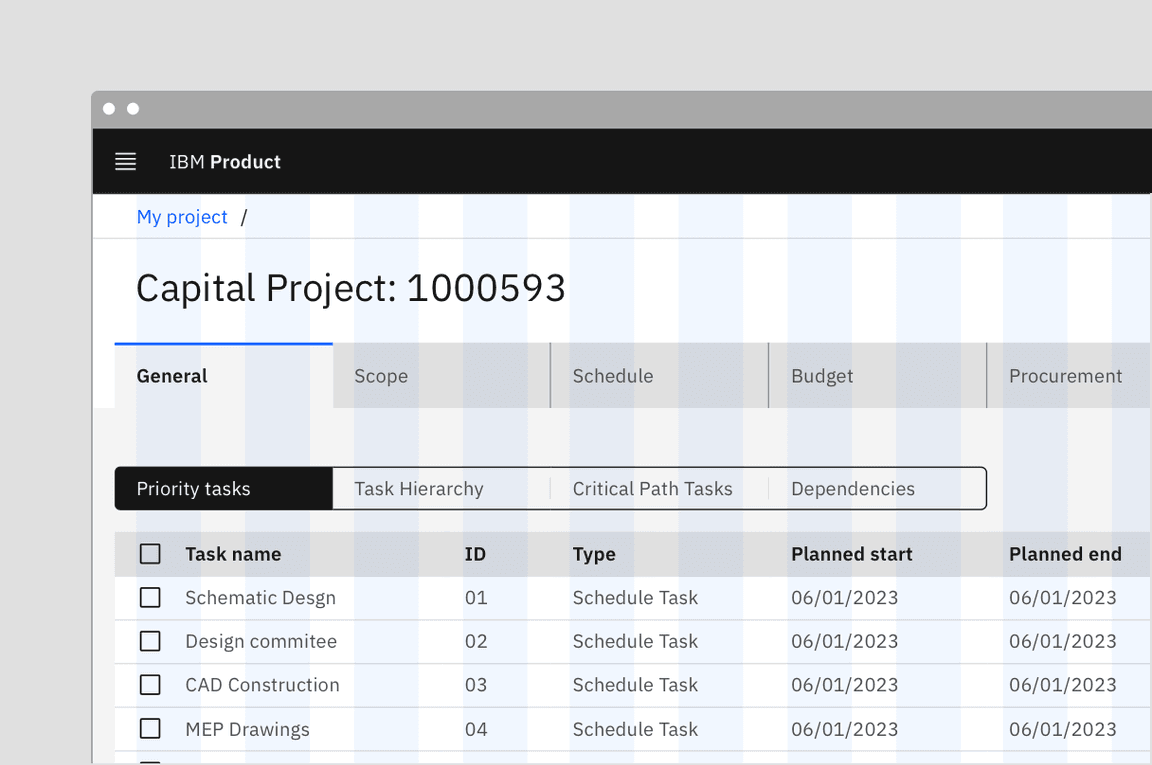 IBM Product
My project /
Capital Project: 1000593
General Scope Schedule Budget Procurement
Priority tasks Task Hierarchy Critical Path Tasks Dependencies
Task name ID Type Planned start Planned end
Schematic Desgn 01 Schedule Task 06/01/2023 06/01/2023
Design commitee 02 Schedule Task 06/01/2023 06/01/2023
CAD Construction 03 Schedule Task 06/01/2023 06/01/2023
MEP Drawings 04 Schedule Task 06/01/2023 06/01/2023